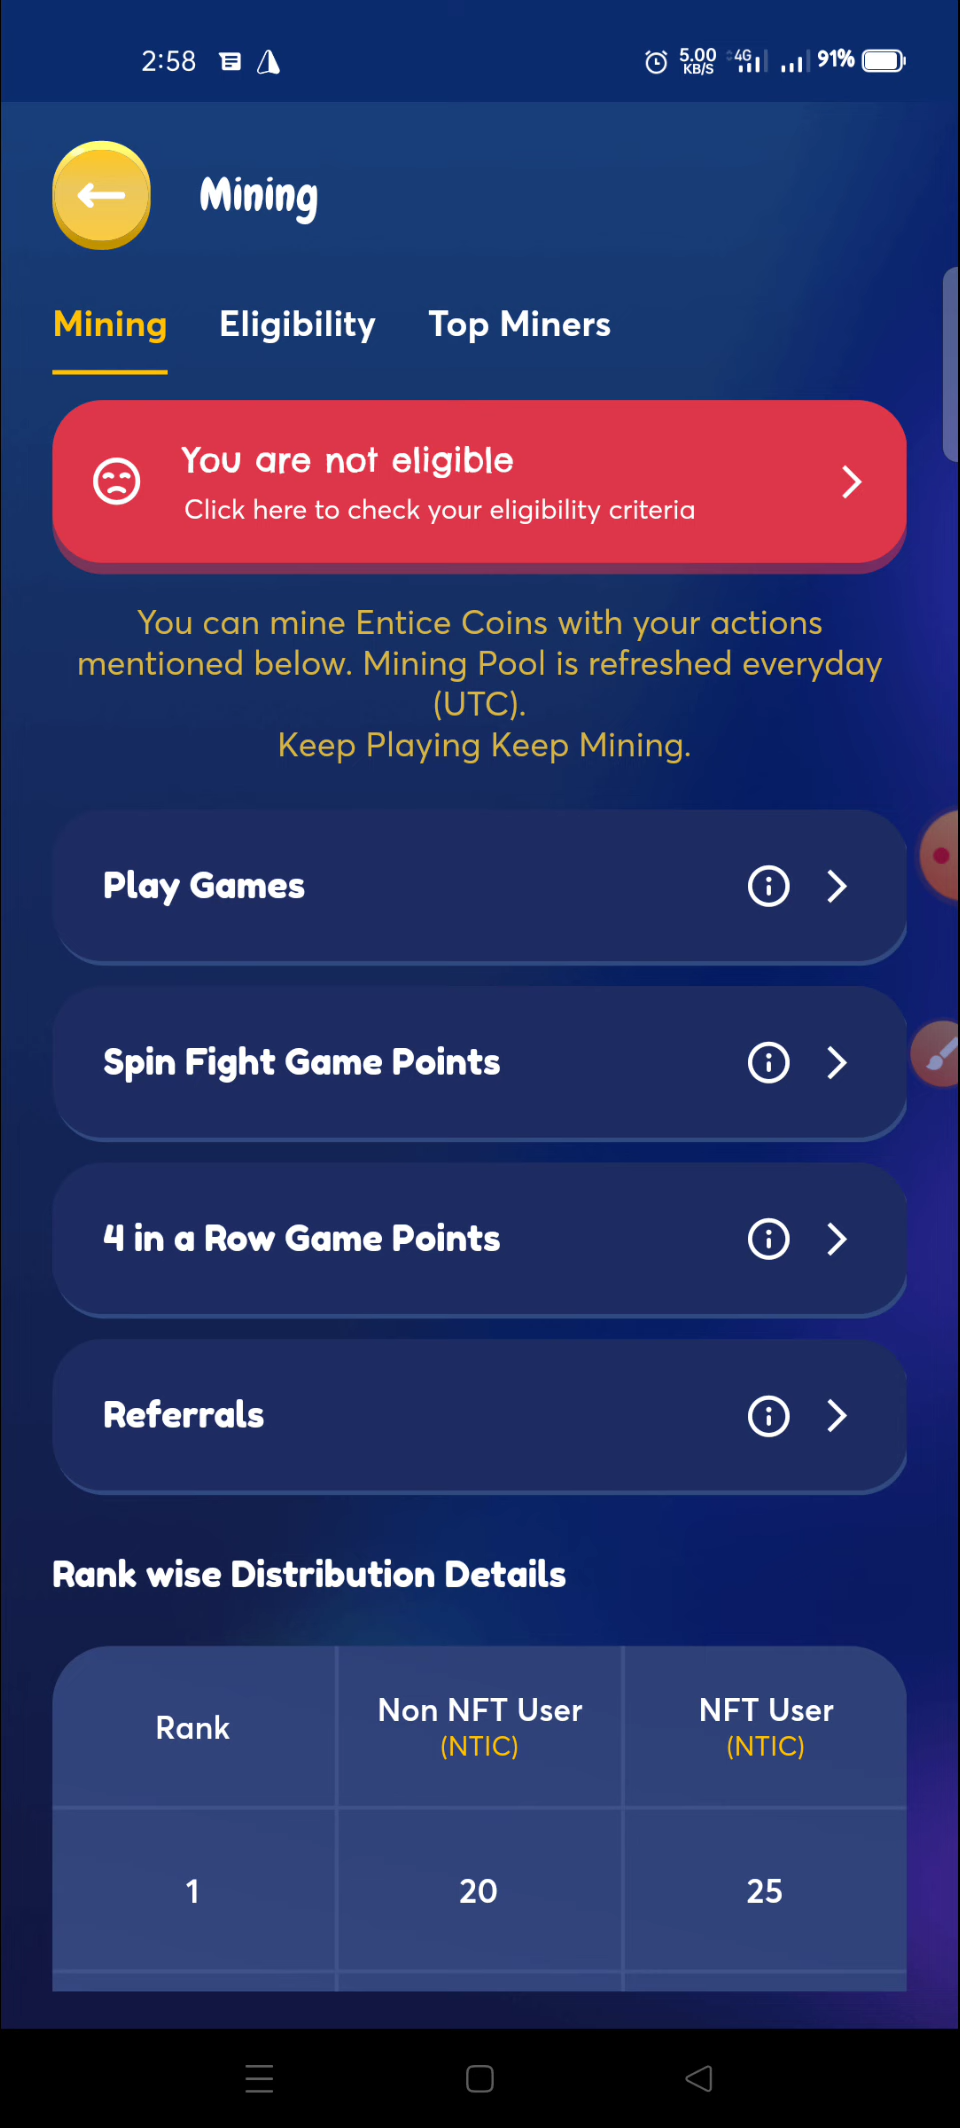 2:58
5.00 KB/S 4G 91%
Mining
Mining Eligibility Top Miners
You are not eligible
Click here to check your eligibility criteria
You can mine Entice Coins with your actions
mentioned below. Mining Pool is refreshed everyday
(UTC).
Keep Playing Keep Mining.
Play Games
Spin Fight Game Points
4 in a Row Game Points
Referrals
Rank wise Distribution Details
Rank Non NFT User (NTIC) NFT User (NTIC)
1 20 25